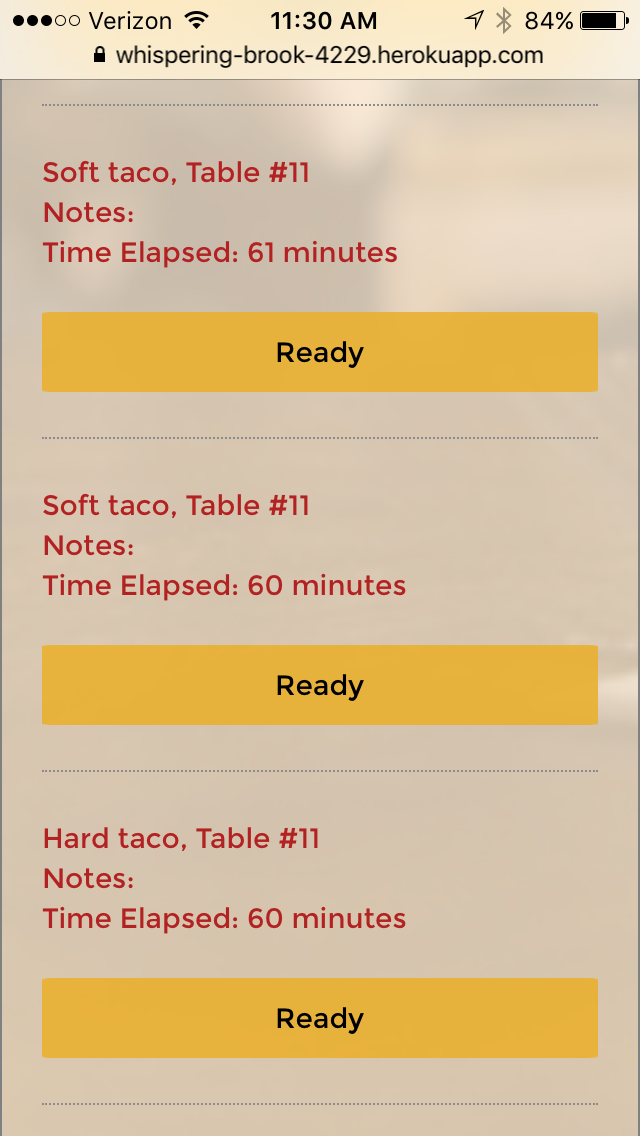 Verizon 11:30 AM 84%
whispering-brook-4229.herokuapp.com
Soft taco, Table #11
Notes:
Time Elapsed: 61 minutes
Ready
Soft taco, Table #11
Notes:
Time Elapsed: 60 minutes
Ready
Hard taco, Table #11
Notes:
Time Elapsed: 60 minutes
Ready